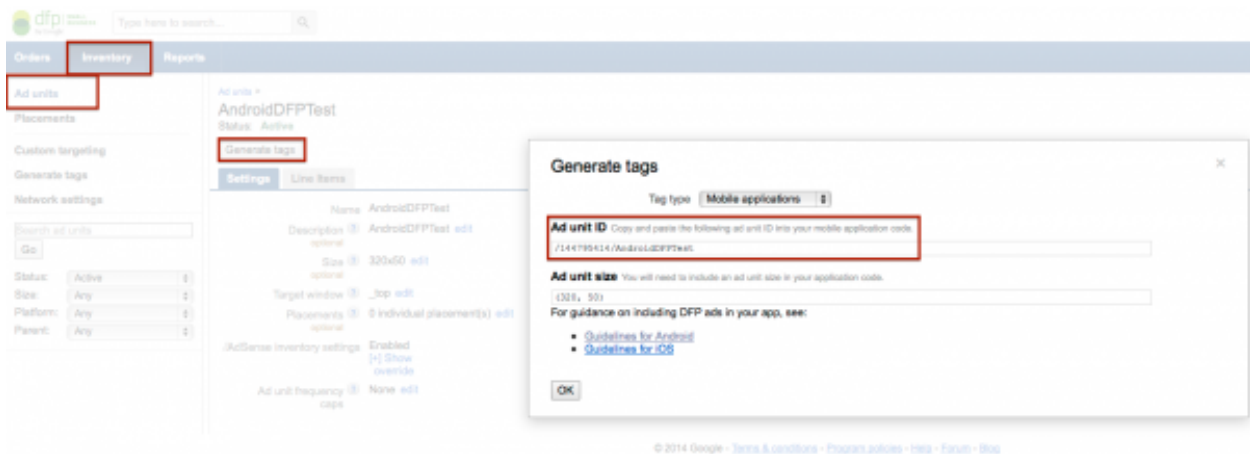 dfp
by Google
Type here to search...
Orders
Inventory
Reports
Ad units
Placements
Custom targeting
Generate tags
Network settings
Search ad units
Go
Status: Active
Size: Any
Platform: Any
Parent: Any
Ad units »
AndroidDFPTest
Status: Active
Generate tags
Settings
Line Items
Name AndroidDFPTest
Description AndroidDFPTest edit
optional
Size 320x50 edit
optional
Target window _top edit
Placements 0 individual placement(s) edit
optional
/AdSense inventory settings Enabled
[+] Show
override
Ad unit frequency None edit
caps
Generate tags
×
Tag type Mobile applications
Ad unit ID Copy and paste the following ad unit ID into your mobile application code.
/144795414/AndroidDFPTest
Ad unit size You will need to include an ad unit size in your application code.
(320, 50)
For guidance on including DFP ads in your app, see:
Guidelines for Android
Guidelines for iOS
OK
© 2014 Google - Terms & conditions - Program policies - Help - Forum - Blog